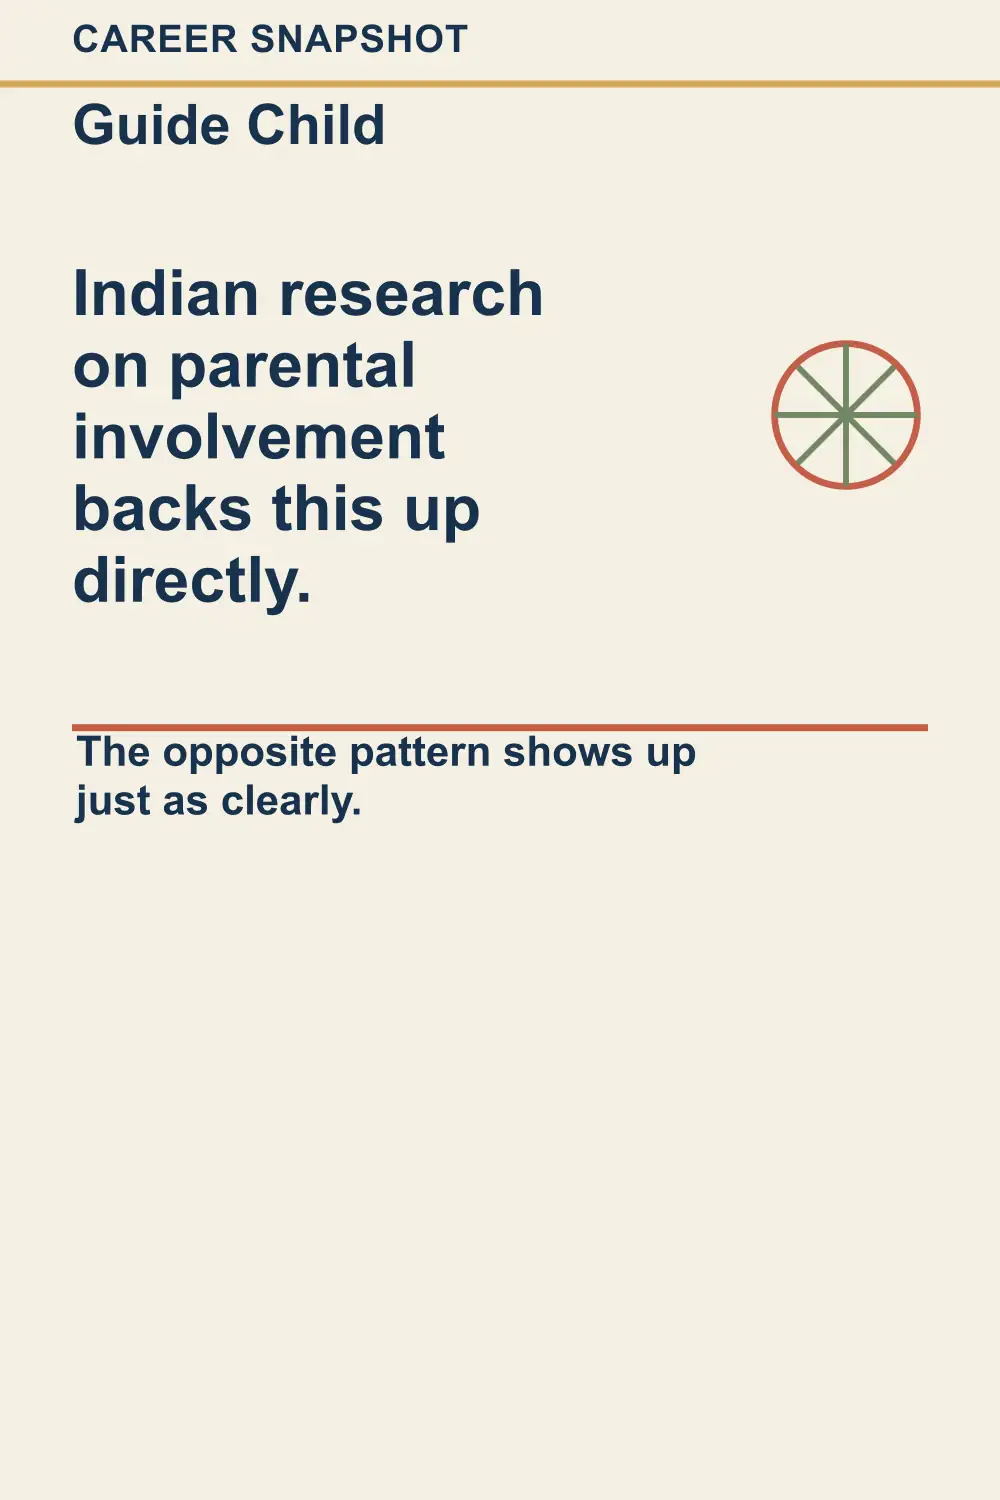 CAREER SNAPSHOT
Guide Child
Indian research
on parental
involvement
backs this up
directly.
The opposite pattern shows up
just as clearly.